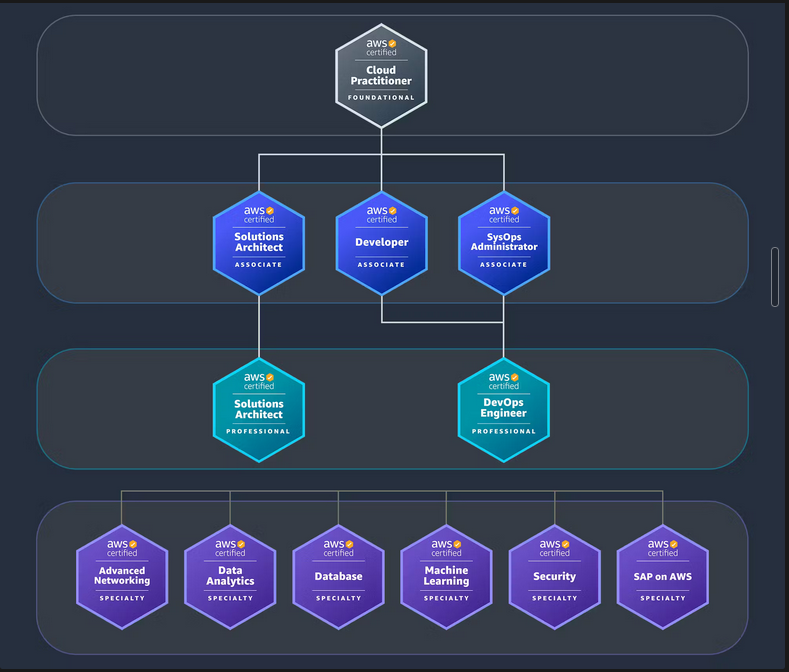 aws
certified
Cloud
Practitioner
FOUNDATIONAL
aws
certified
Solutions
Architect
ASSOCIATE
aws
certified
Developer
ASSOCIATE
aws
certified
SysOps
Administrator
ASSOCIATE
aws
certified
Solutions
Architect
PROFESSIONAL
aws
certified
DevOps
Engineer
PROFESSIONAL
aws
certified
Advanced
Networking
SPECIALTY
aws
certified
Data
Analytics
SPECIALTY
aws
certified
Database
SPECIALTY
aws
certified
Machine
Learning
SPECIALTY
aws
certified
Security
SPECIALTY
aws
certified
SAP on AWS
SPECIALTY